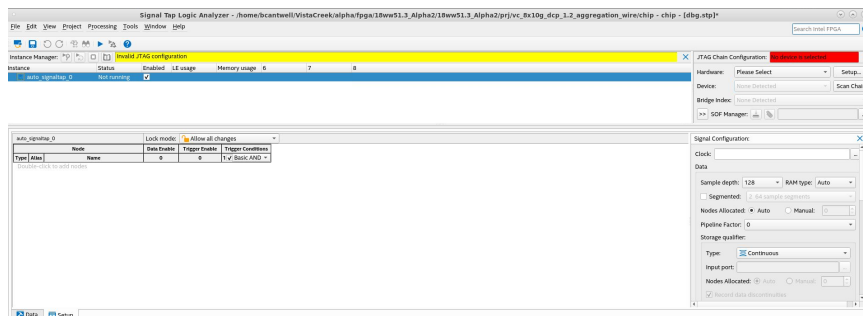 Signal Tap Logic Analyzer - /home/bcantwell/VistaCreek/alpha/fpga/18ww51.3_Alpha2/18ww51.3_Alpha2/prj/vc_8x10g_dcp_1.2_aggregation_wire/chip - chip - [dbg.stp]*
File Edit View Project Processing Tools Window Help
Search Intel FPGA
Instance Manager: Invalid JTAG configuration
Instance Status Enabled LE usage Memory usage 6 7 8
auto_signaltap_0 Not running
JTAG Chain Configuration: No device is selected
Hardware: Please Select Setup...
Device: None Detected Scan Chai
Bridge Index: None Detected
>> SOF Manager:
auto_signaltap_0 Lock mode: Allow all changes
Node Data Enable Trigger Enable Trigger Conditions
Type Alias Name 0 0 1 Basic AND
Double-click to add nodes
Signal Configuration:
Clock: ...
Data
Sample depth: 128 RAM type: Auto
Segmented: 2 64 sample segments
Nodes Allocated: Auto Manual: 0
Pipeline Factor: 0
Storage qualifier:
Type: Continuous
Input port:
Nodes Allocated: Auto Manual: 0
Record data discontinuities
Data Setup